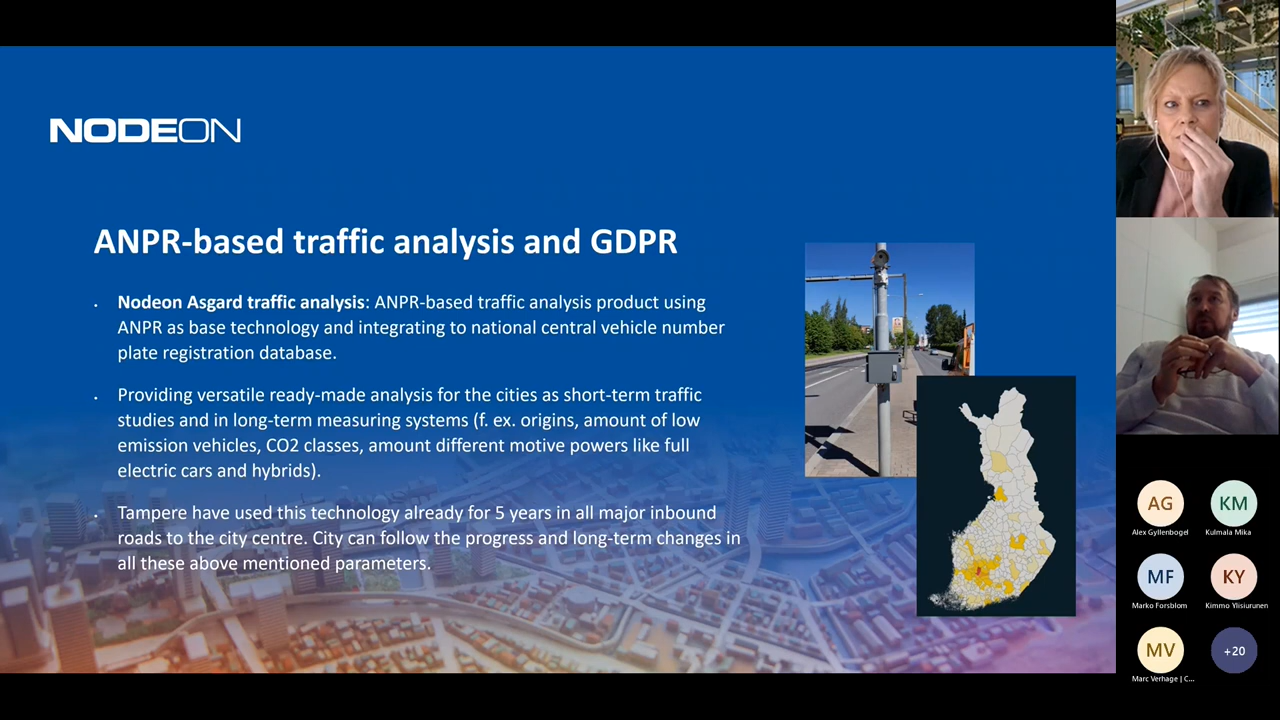 NODEON
ANPR-based traffic analysis and GDPR
• Nodeon Asgard traffic analysis: ANPR-based traffic analysis product using
ANPR as base technology and integrating to national central vehicle number
plate registration database.
• Providing versatile ready-made analysis for the cities as short-term traffic
studies and in long-term measuring systems (f. ex. origins, amount of low
emission vehicles, CO2 classes, amount different motive powers like full
electric cars and hybrids).
• Tampere have used this technology already for 5 years in all major inbound
roads to the city centre. City can follow the progress and long-term changes in
all these above mentioned parameters.
AG
KM
Alex Gyllenbogel
Kulmala Mika
MF
KY
Marko Forsblom
Kimmo Ylisiurunen
MV
+20
Marc Verhage | C...